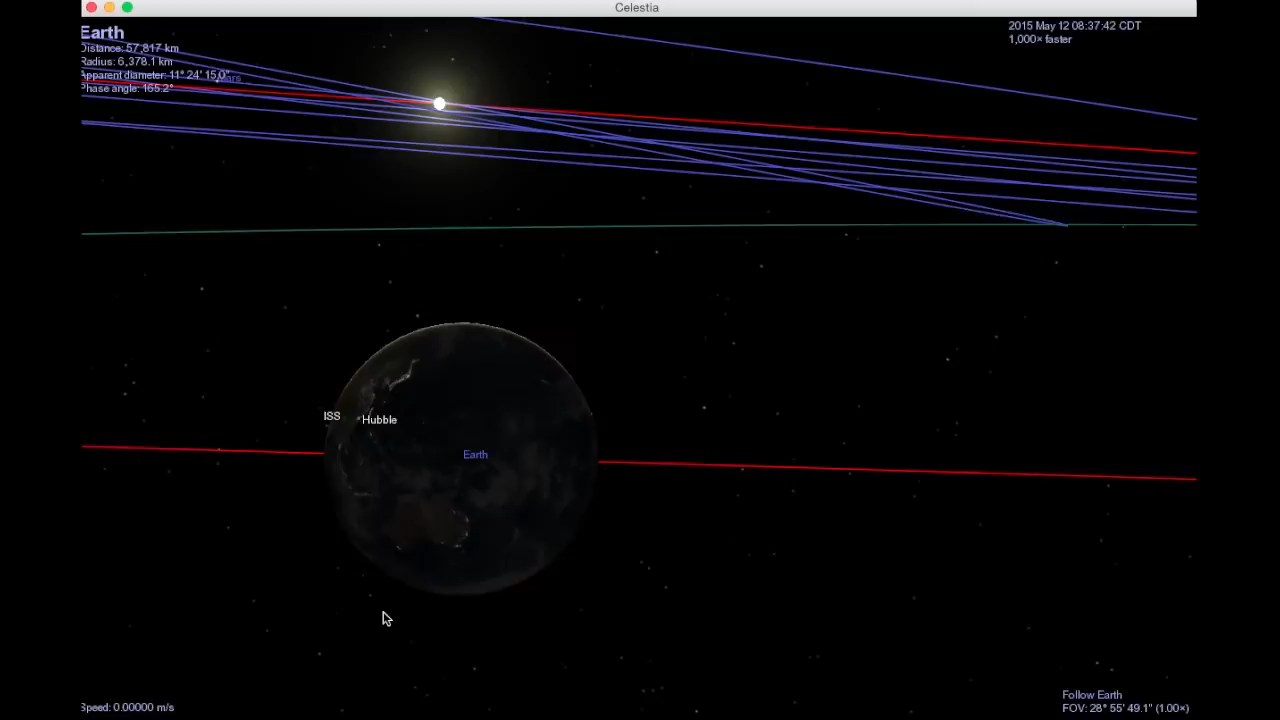 Celestia
Earth
Distance: 57,817 km
Radius: 6,378.1 km
Apparent diameter: 11° 24' 15.0"
Phase angle: 165.2°
2015 May 12 08:37:42 CDT
1,000× faster
ISS
Hubble
Earth
Speed: 0.00000 m/s
Follow Earth
FOV: 28° 55' 49.1" (1.00×)